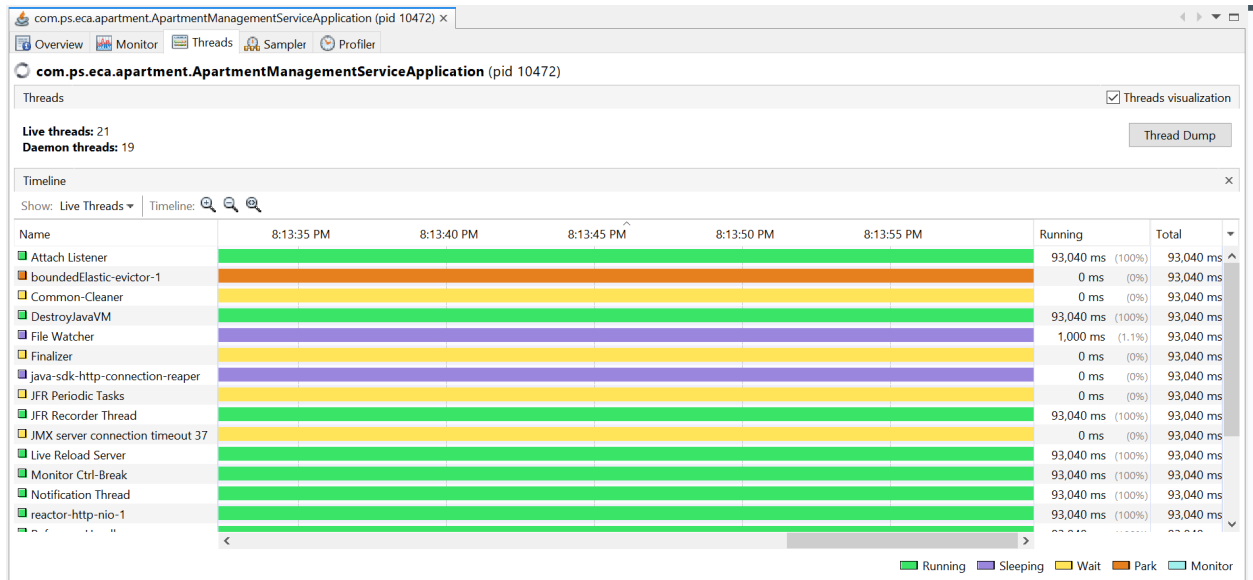 com.ps.eca.apartment.ApartmentManagementServiceApplication (pid 10472) ×
Overview Monitor Threads Sampler Profiler
com.ps.eca.apartment.ApartmentManagementServiceApplication (pid 10472)
Threads Threads visualization
Live threads: 21
Daemon threads: 19
Thread Dump
Timeline
Show: Live Threads Timeline:
Name 8:13:35 PM 8:13:40 PM 8:13:45 PM 8:13:50 PM 8:13:55 PM Running Total
Attach Listener 93,040 ms (100%) 93,040 ms
boundedElastic-evictor-1 0 ms (0%) 93,040 ms
Common-Cleaner 0 ms (0%) 93,040 ms
DestroyJavaVM 93,040 ms (100%) 93,040 ms
File Watcher 1,000 ms (1.1%) 93,040 ms
Finalizer 0 ms (0%) 93,040 ms
java-sdk-http-connection-reaper 0 ms (0%) 93,040 ms
JFR Periodic Tasks 0 ms (0%) 93,040 ms
JFR Recorder Thread 93,040 ms (100%) 93,040 ms
JMX server connection timeout 37 0 ms (0%) 93,040 ms
Live Reload Server 93,040 ms (100%) 93,040 ms
Monitor Ctrl-Break 93,040 ms (100%) 93,040 ms
Notification Thread 93,040 ms (100%) 93,040 ms
reactor-http-nio-1 93,040 ms (100%) 93,040 ms
Running Sleeping Wait Park Monitor